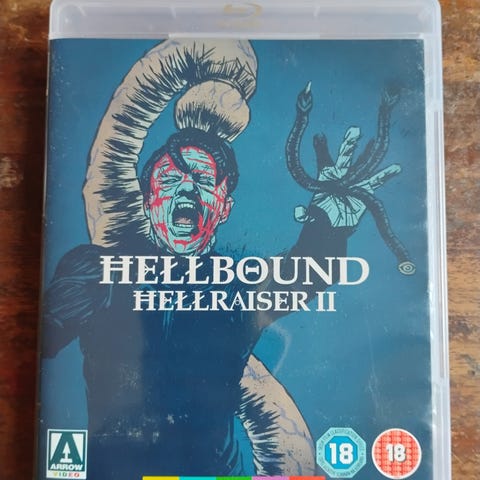 HELLBOUND
HELLRAISER II
ARROW
VIDEO
18
18